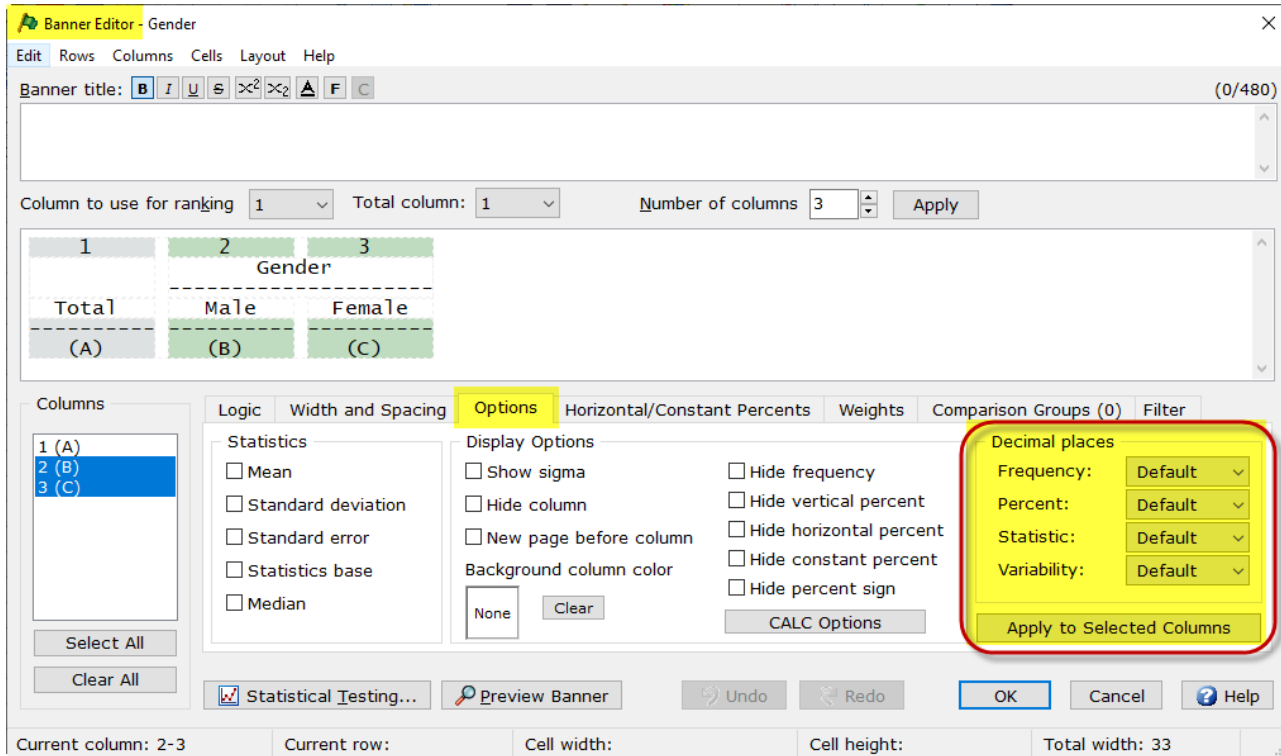 Banner Editor - Gender
Edit Rows Columns Cells Layout Help
Banner title: B I U S X² X₂ A F C (0/480)
Column to use for ranking 1 Total column: 1 Number of columns 3 Apply
1 2 3
Gender
---------------------
Total Male Female
---------- ---------- ----------
(A) (B) (C)
Columns
Logic Width and Spacing Options Horizontal/Constant Percents Weights Comparison Groups (0) Filter
1 (A)
2 (B)
3 (C)
Select All
Clear All
Statistics
Mean
Standard deviation
Standard error
Statistics base
Median
Display Options
Show sigma
Hide column
New page before column
Background column color
None Clear
Hide frequency
Hide vertical percent
Hide horizontal percent
Hide constant percent
Hide percent sign
CALC Options
Decimal places
Frequency: Default
Percent: Default
Statistic: Default
Variability: Default
Apply to Selected Columns
Statistical Testing... Preview Banner Undo Redo OK Cancel Help
Current column: 2-3 Current row: Cell width: Cell height: Total width: 33